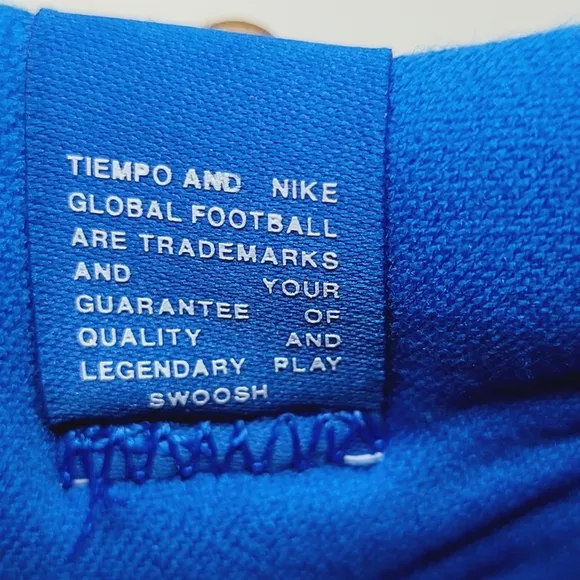 TIEMPO AND NIKE
GLOBAL FOOTBALL
ARE TRADEMARKS
AND YOUR
GUARANTEE OF
QUALITY AND
LEGENDARY PLAY
SWOOSH